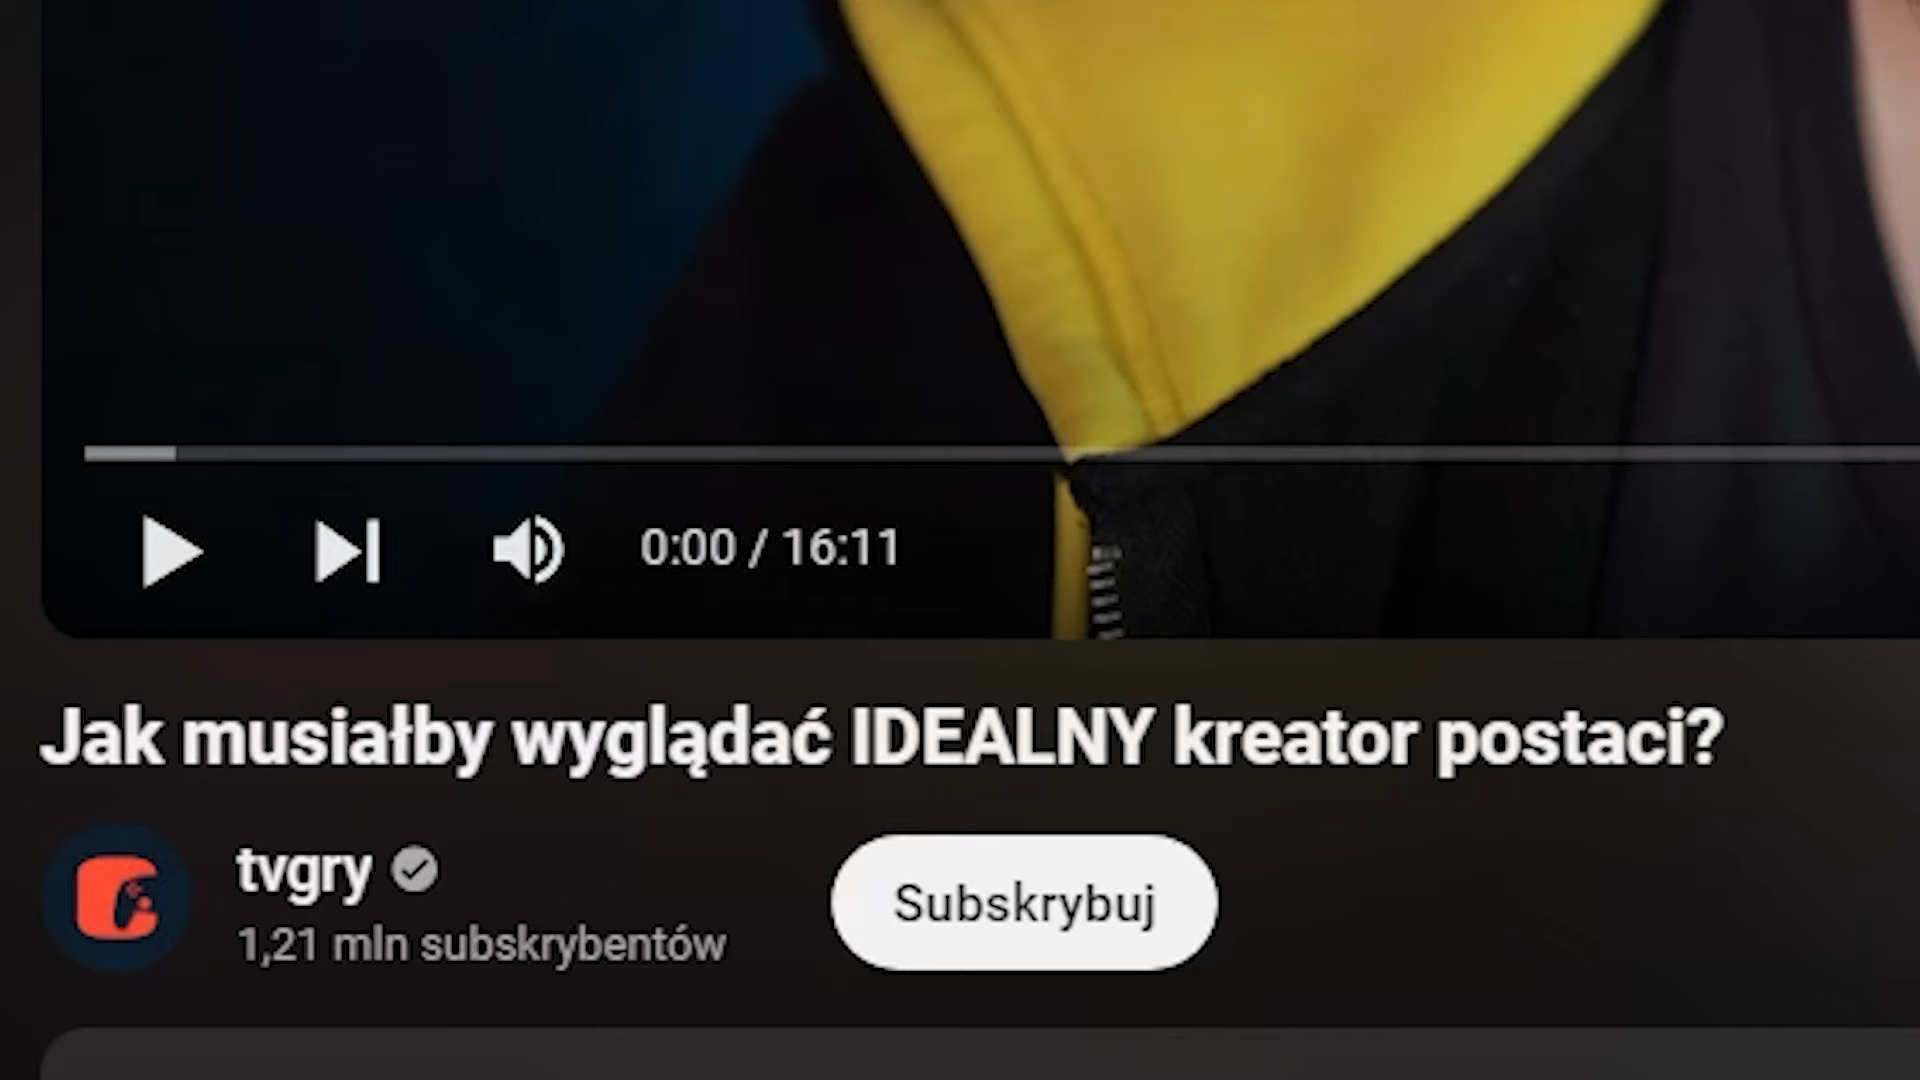 0:00 / 16:11
Jak musiałby wyglądać IDEALNY kreator postaci?
tvgry
Subskrybuj
1,21 mln subskrybentów